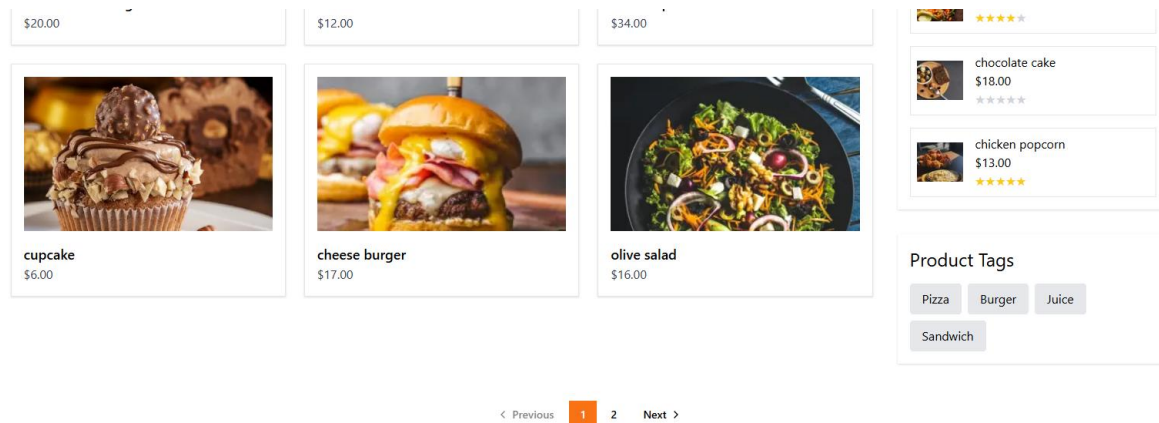 $20.00
$12.00
$34.00
cupcake
$6.00
cheese burger
$17.00
olive salad
$16.00
chocolate cake
$18.00
chicken popcorn
$13.00
Product Tags
Pizza Burger Juice
Sandwich
Previous 1 2 Next